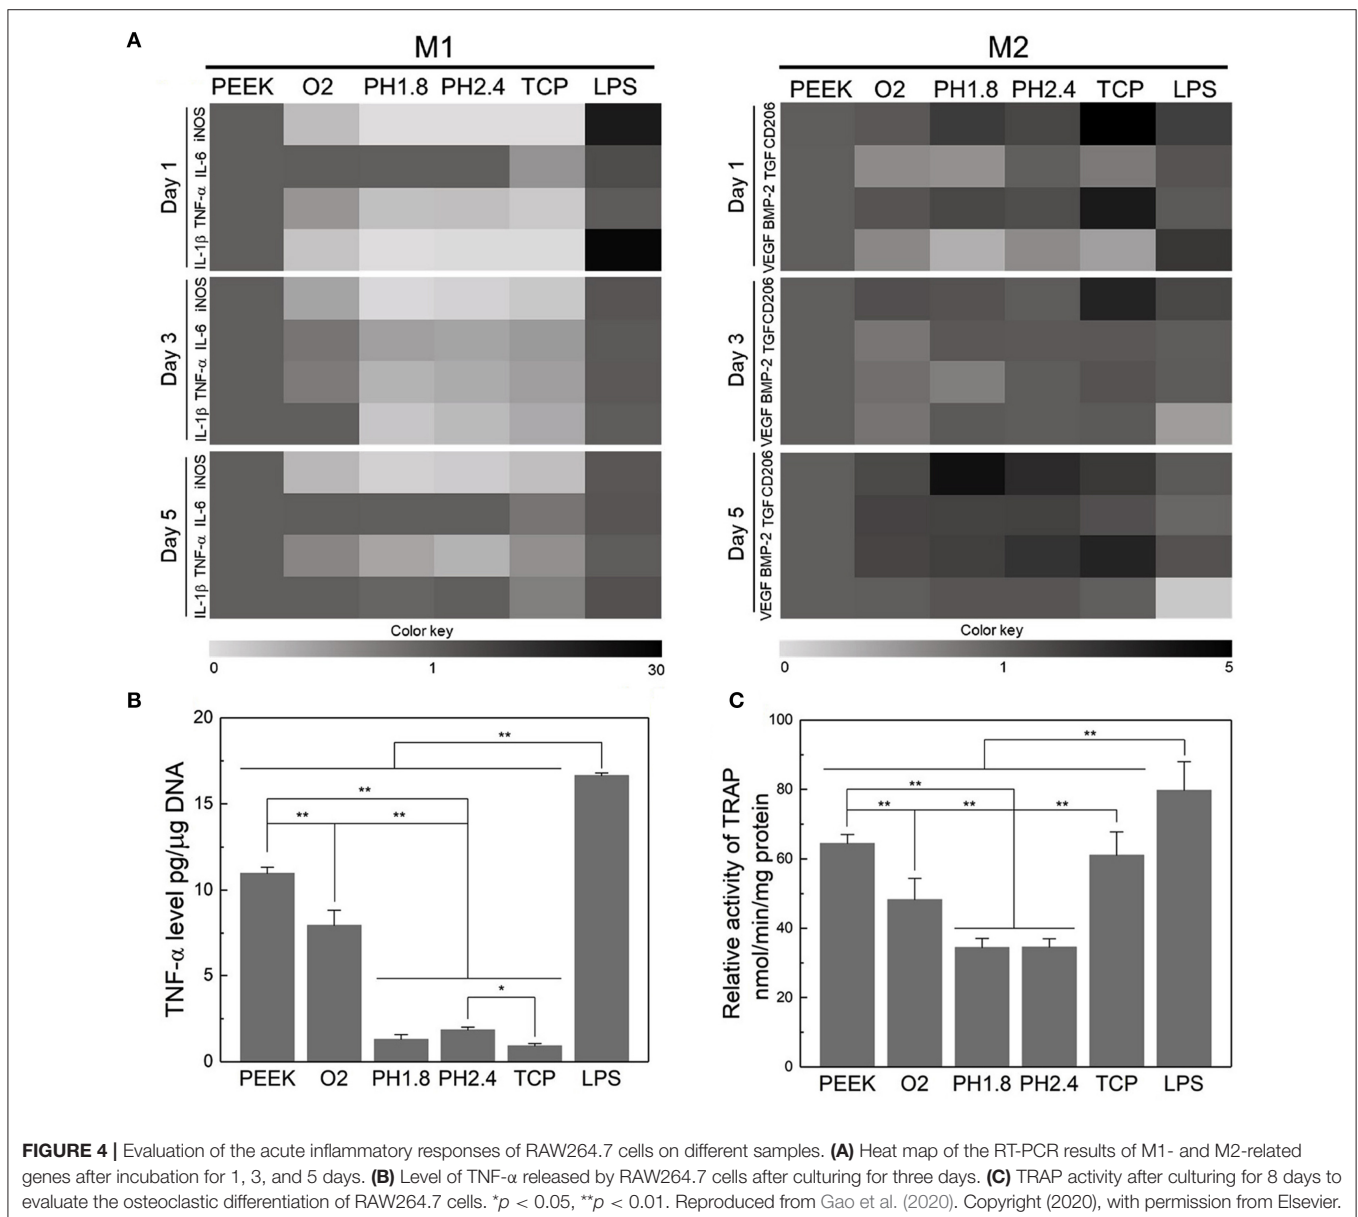 A
M1
M2
PEEK O2 PH1.8 PH2.4 TCP LPS
PEEK O2 PH1.8 PH2.4 TCP LPS
Day 1
iNOS
IL-6
TNF-α
IL-1β
Day 3
iNOS
IL-6
TNF-α
IL-1β
Day 5
iNOS
IL-6
TNF-α
IL-1β
Day 1
CD206
TGF
BMP-2
VEGF
Day 3
CD206
TGF
BMP-2
VEGF
Day 5
CD206
TGF
BMP-2
VEGF
Color key
0 1 30
Color key
0 1 5
B
TNF-α level pg/μg DNA
20
15
10
5
0
**
**
** **
*
PEEK O2 PH1.8 PH2.4 TCP LPS
C
Relative activity of TRAP
nmol/min/mg protein
100
80
60
40
20
0
**
**
** ** **
PEEK O2 PH1.8 PH2.4 TCP LPS
FIGURE 4 | Evaluation of the acute inflammatory responses of RAW264.7 cells on different samples. (A) Heat map of the RT-PCR results of M1- and M2-related
genes after incubation for 1, 3, and 5 days. (B) Level of TNF-α released by RAW264.7 cells after culturing for three days. (C) TRAP activity after culturing for 8 days to
evaluate the osteoclastic differentiation of RAW264.7 cells. *p < 0.05, **p < 0.01. Reproduced from Gao et al. (2020). Copyright (2020), with permission from Elsevier.